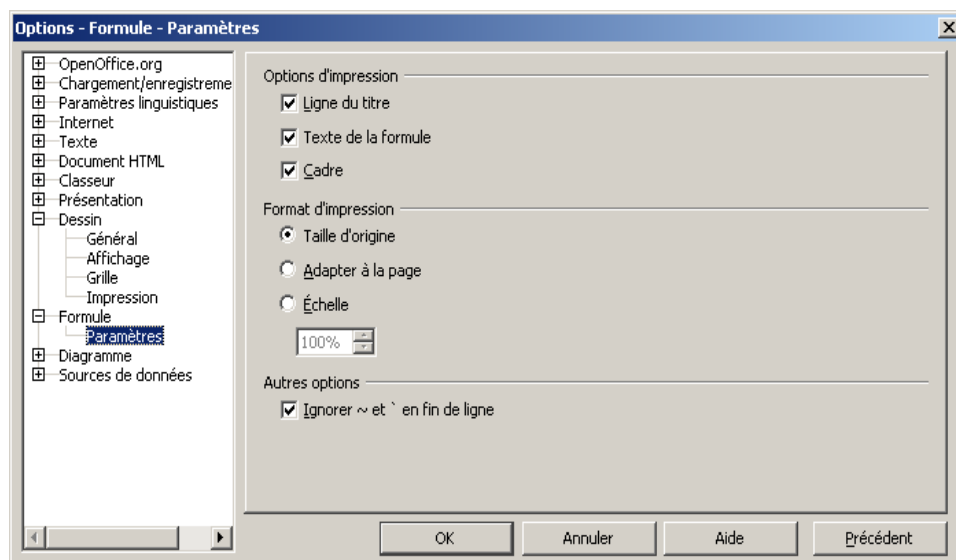 Options - Formule - Paramètres
OpenOffice.org
Chargement/enregistreme
Paramètres linguistiques
Internet
Texte
Document HTML
Classeur
Présentation
Dessin
Général
Affichage
Grille
Impression
Formule
Paramètres
Diagramme
Sources de données
Options d'impression
Ligne du titre
Texte de la formule
Cadre
Format d'impression
Taille d'origine
Adapter à la page
Échelle
100%
Autres options
Ignorer ~ et ` en fin de ligne
OK Annuler Aide Précédent